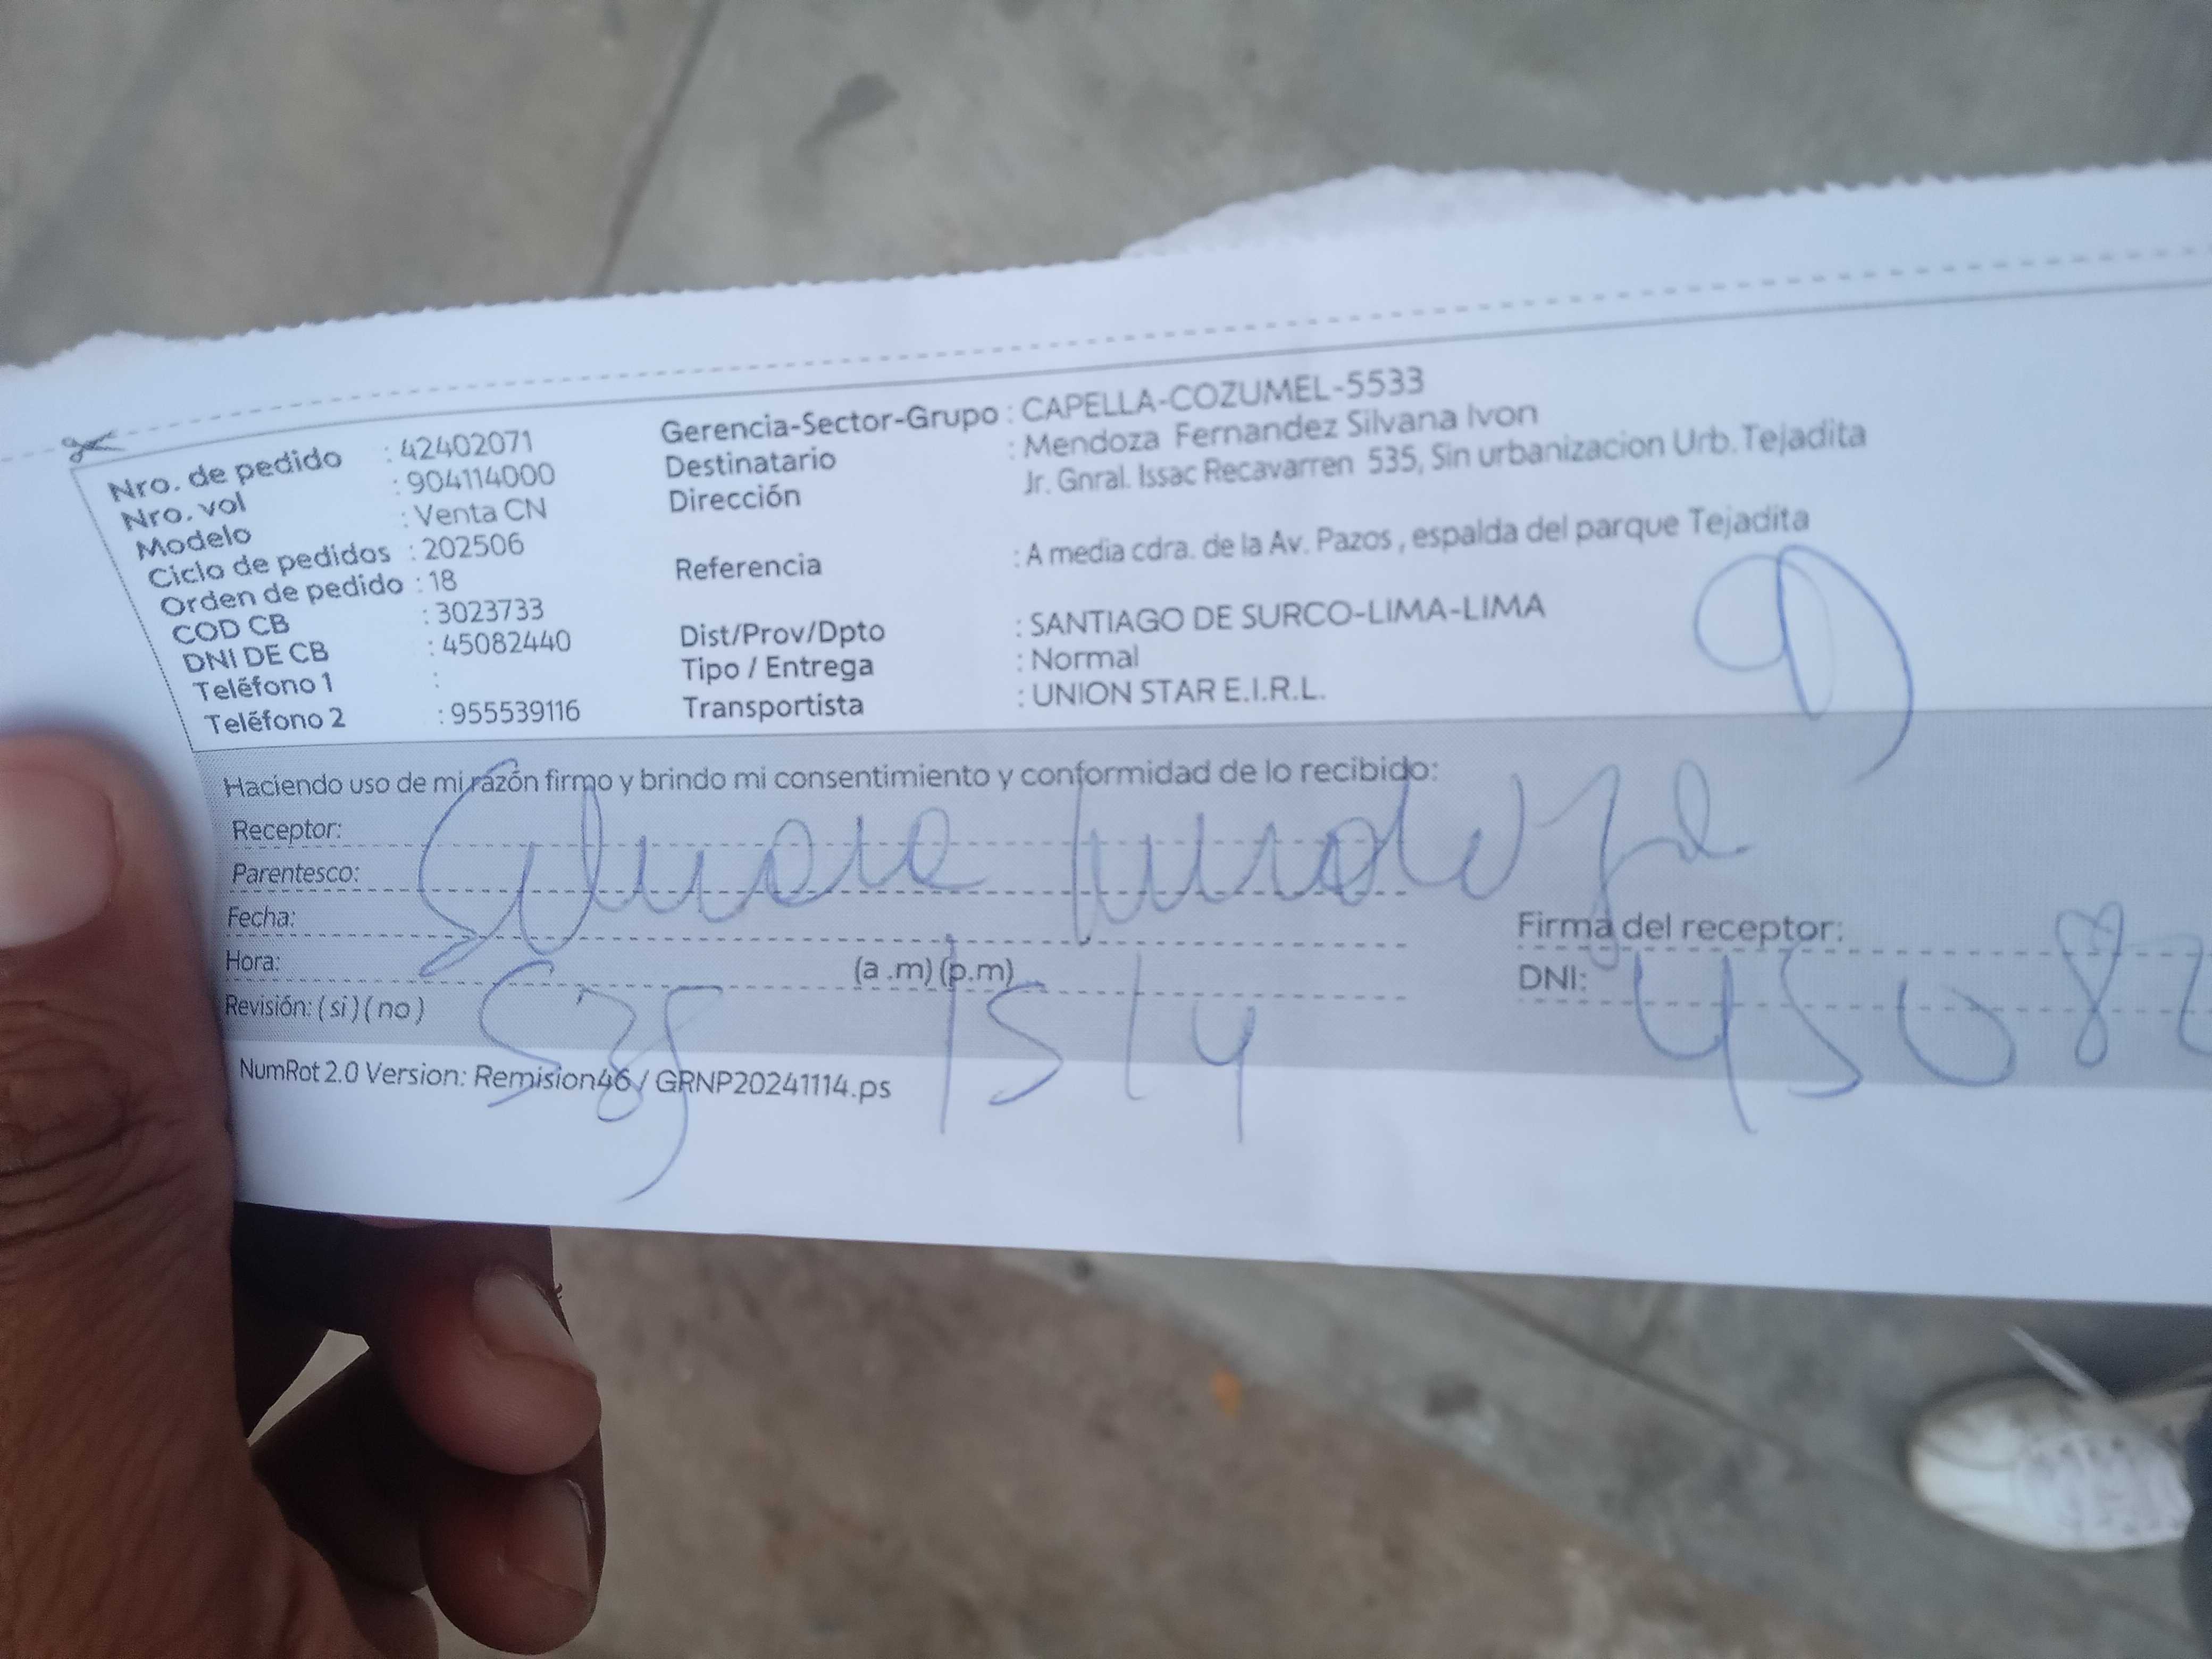 Nro. de pedido : 42402071
Nro. vol : 904114000
Modelo : Venta CN
Ciclo de pedidos : 202506
Orden de pedido : 18
COD CB : 3023733
DNI DE CB : 45082440
Teléfono 1 :
Teléfono 2 : 955539116
Gerencia-Sector-Grupo : CAPELLA-COZUMEL-5533
Destinatario : Mendoza Fernandez Silvana Ivon
Dirección Jr. Gnral. Issac Recavarren 535, Sin urbanizacion Urb. Tejadita
Referencia : A media cdra. de la Av. Pazos , espalda del parque Tejadita
Dist/Prov/Dpto : SANTIAGO DE SURCO-LIMA-LIMA
Tipo / Entrega : Normal
Transportista : UNION STAR E.I.R.L.
Haciendo uso de mi razón firmo y brindo mi consentimiento y conformidad de lo recibido:
Receptor:
Parentesco:
Silvana Mendoza
Fecha:
Hora: (a .m) (p.m)
Revisión: ( si ) ( no )
15/4
Firma del receptor:
DNI: 45082
NumRot 2.0 Version: Remision46 / GRNP20241114.ps